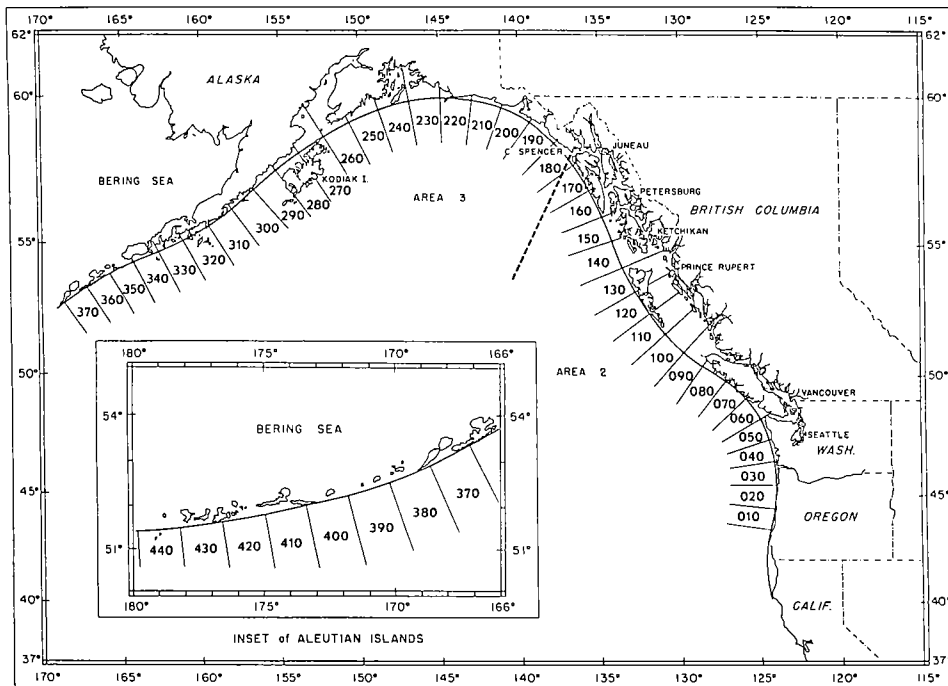 170° 165° 160° 155° 150° 145° 140° 135° 130° 125° 120° 115°
62° 62°
ALASKA
60° 60°
250 240 230 220 210 200 190
260
C. SPENCER JUNEAU
180
BERING SEA KODIAK I.
270
170
280 AREA 3 PETERSBURG
290 160 BRITISH COLUMBIA
300
310 150 KETCHIKAN
55° 55°
320
330 140 PRINCE RUPERT
340
350 130
360
370 120
110
100
50° AREA 2 090 50°
080 VANCOUVER
070
060
SEATTLE
050 WASH.
040
45° 030 45°
020
010 OREGON
40° 40°
CALIF.
37° 37°
170° 165° 160° 155° 150° 145° 140° 135° 130° 125° 120° 115°
180° 175° 170° 166°
54° 54°
BERING SEA
370
380
390
400
410
420
430
440
51° 51°
180° 175° 170° 166°
INSET of ALEUTIAN ISLANDS